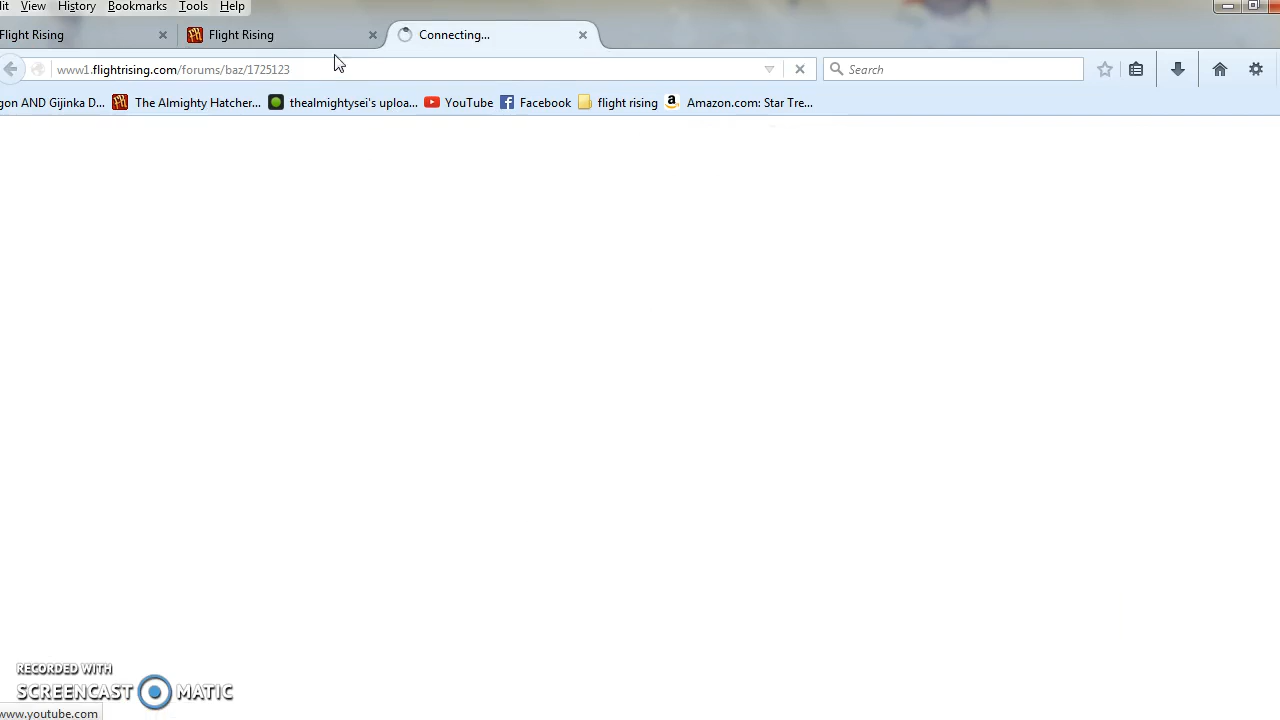 lit View History Bookmarks Tools Help
Flight Rising Flight Rising Connecting...
www1.flightrising.com/forums/baz/1725123 Search
gon AND Gijinka D... The Almighty Hatcher... thealmightysei's uploa... YouTube Facebook flight rising Amazon.com: Star Tre...
RECORDED WITH
SCREENCAST MATIC
www.youtube.com